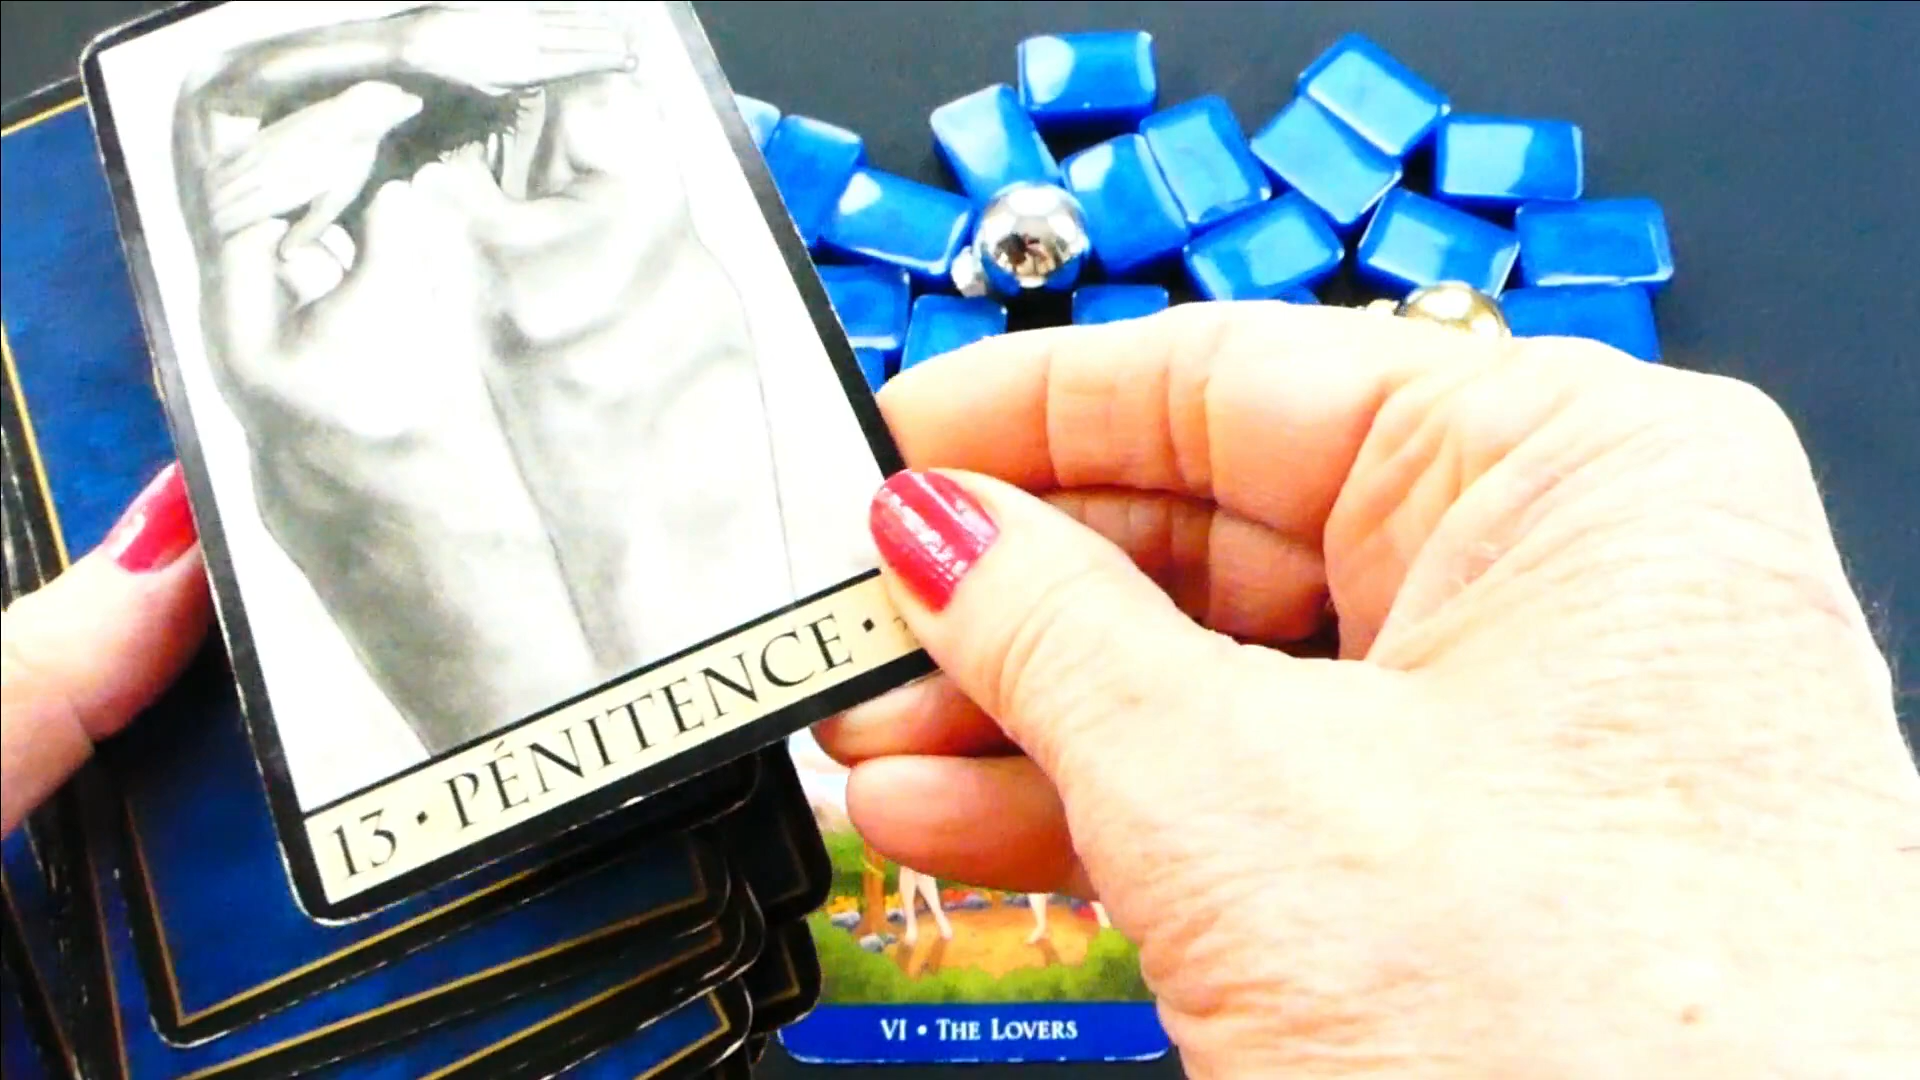 13 • PÉNITENCE •
VI • THE LOVERS